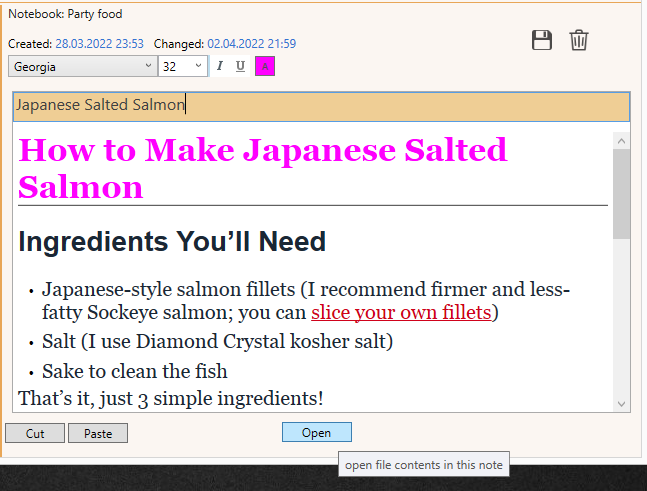 Notebook: Party food
Created: 28.03.2022 23:53 Changed: 02.04.2022 21:59
Georgia 32 I U A
Japanese Salted Salmon
How to Make Japanese Salted
Salmon
Ingredients You’ll Need
• Japanese-style salmon fillets (I recommend firmer and less-
fatty Sockeye salmon; you can slice your own fillets)
• Salt (I use Diamond Crystal kosher salt)
• Sake to clean the fish
That’s it, just 3 simple ingredients!
Cut Paste Open
open file contents in this note